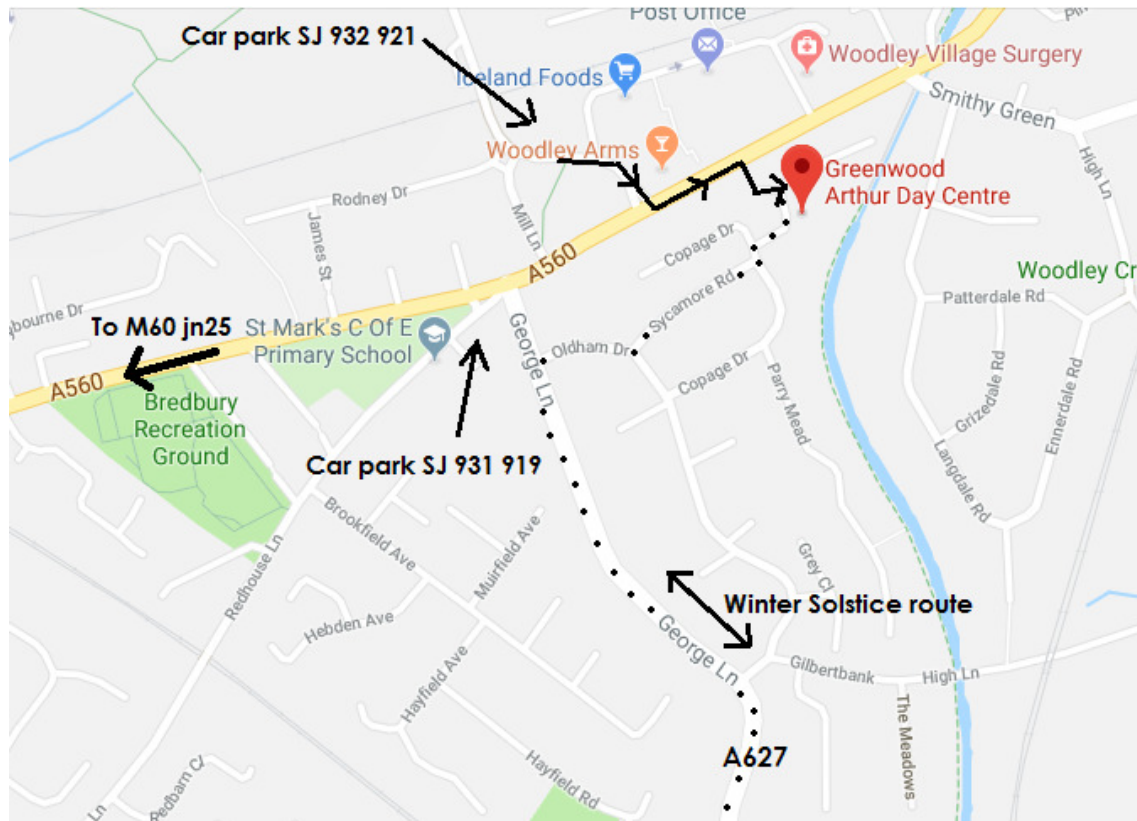 Post Office
Car park SJ 932 921
Iceland Foods
Woodley Village Surgery
Smithy Green
High Ln
Woodley Arms
Greenwood
Arthur Day Centre
Rodney Dr
James St
Mill Ln
A560
Copage Dr
Sycamore Rd
Woodley Cr
Patterdale Rd
To M60 jn25
St Mark's C Of E
Primary School
George Ln
Oldham Dr
Copage Dr
Parry Mead
Grizedale Rd
Ennerdale Rd
Langdale Rd
A560
Bredbury
Recreation
Ground
Car park SJ 931 919
Brookfield Ave
Muirfield Ave
Redhouse Ln
Hebden Ave
Hayfield Ave
Grey Cl
Winter Solstice route
George Ln
Gilbertbank
High Ln
The Meadows
A627
Hayfield Rd
Ln